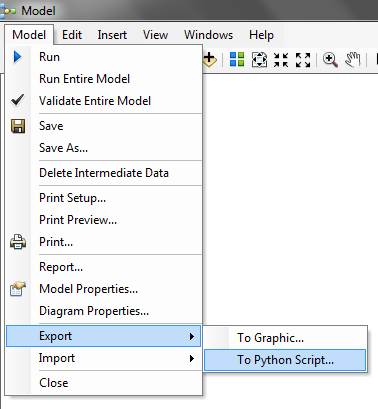 Model
Model Edit Insert View Windows Help
Run
Run Entire Model
Validate Entire Model
Save
Save As...
Delete Intermediate Data
Print Setup...
Print Preview...
Print...
Report...
Model Properties...
Diagram Properties...
Export
To Graphic...
Import
To Python Script...
Close